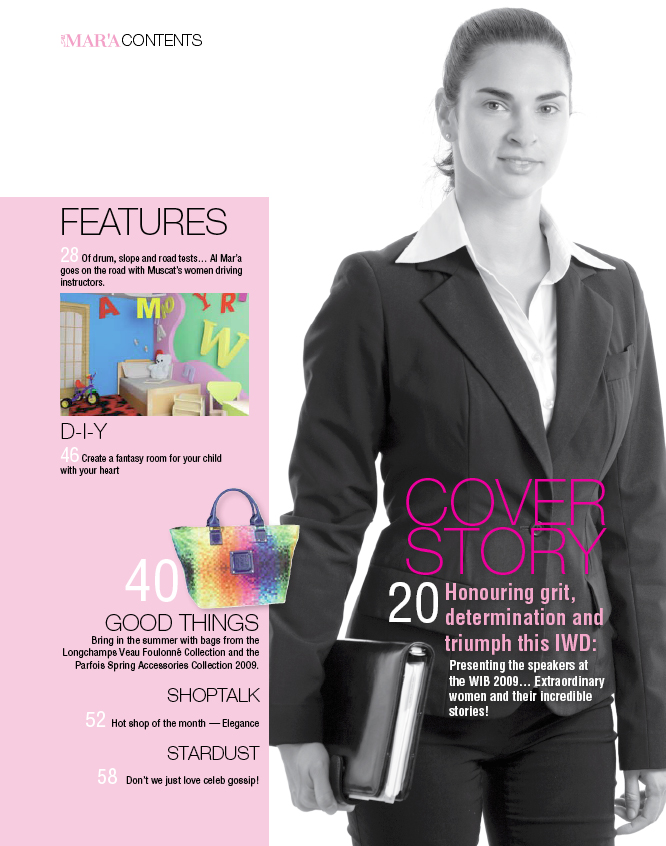 MAR'A CONTENTS
FEATURES
28 Of drum, slope and road tests… Al Mar'a
goes on the road with Muscat's women driving
instructors.
A M Y R
W
D-I-Y
46 Create a fantasy room for your child
with your heart
40
GOOD THINGS
Bring in the summer with bags from the
Longchamps Veau Foulonné Collection and the
Parfois Spring Accessories Collection 2009.
SHOPTALK
52 Hot shop of the month — Elegance
STARDUST
58 Don't we just love celeb gossip!
COVER
STORY
20 Honouring grit,
determination and
triumph this IWD:
Presenting the speakers at
the WIB 2009… Extraordinary
women and their incredible
stories!